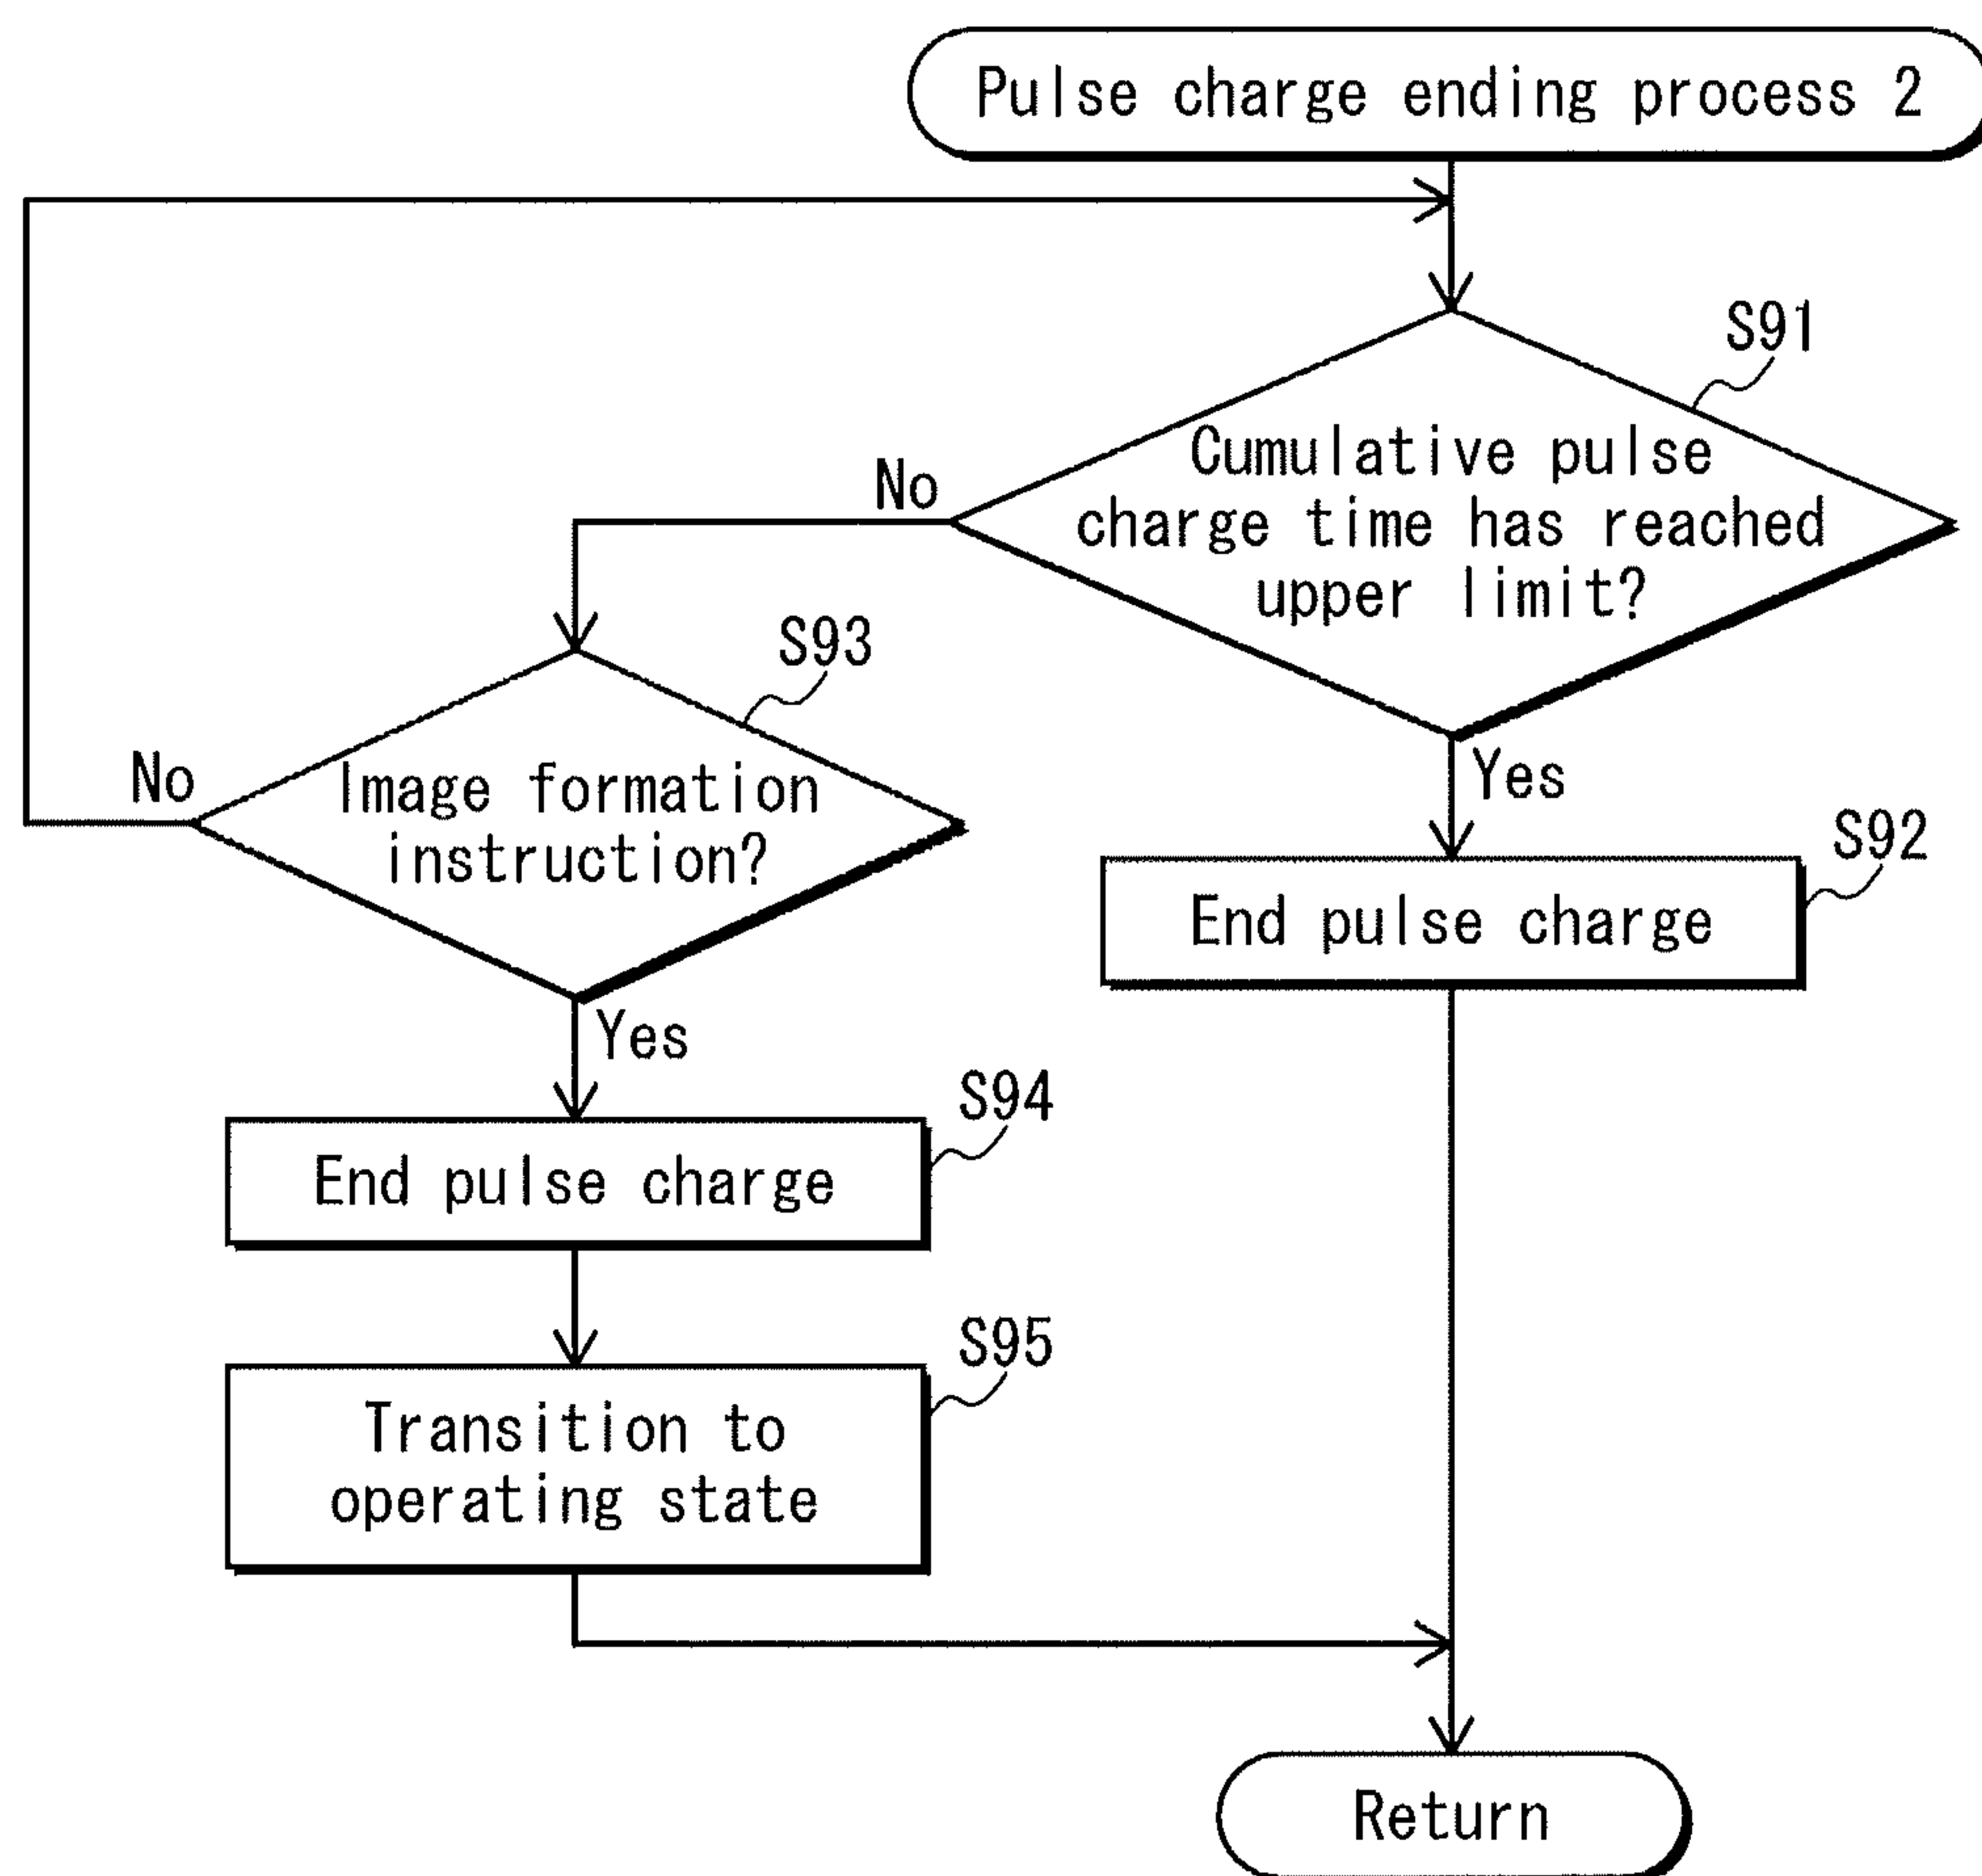 Pulse charge ending process 2
S91
Cumulative pulse
charge time has reached
upper limit?
No
Yes
S93
Image formation
instruction?
No
Yes
S92
End pulse charge
S94
End pulse charge
S95
Transition to
operating state
Return